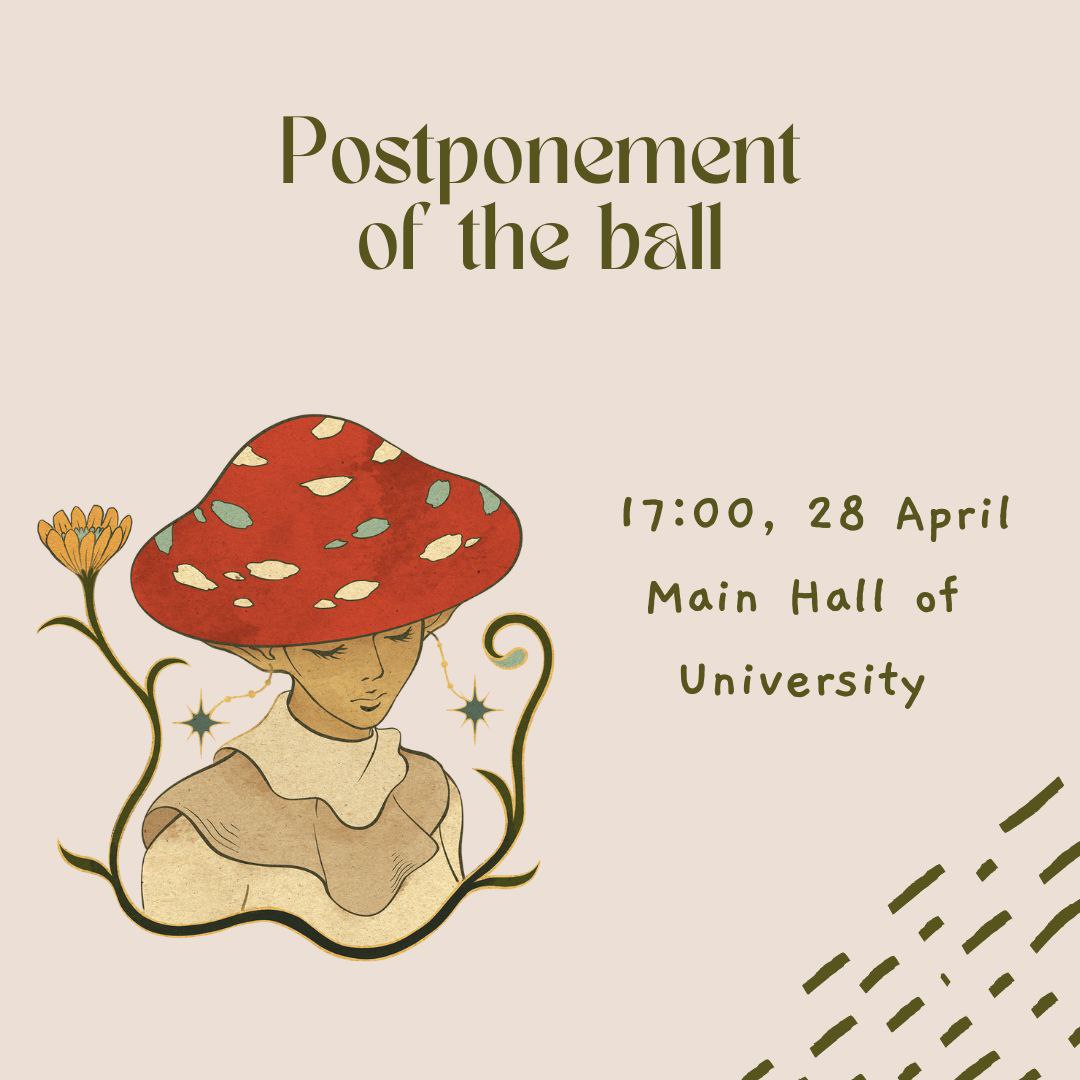 Postponement
of the ball
17:00, 28 April
Main Hall of
University